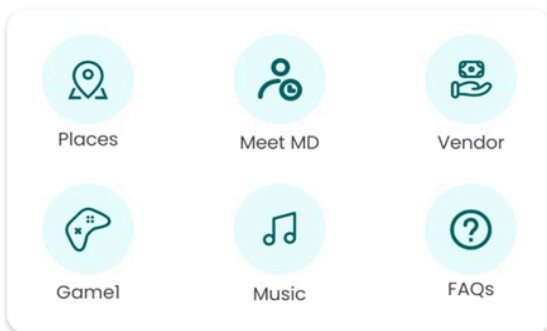 Places
Meet MD
Vendor
Game1
Music
FAQs